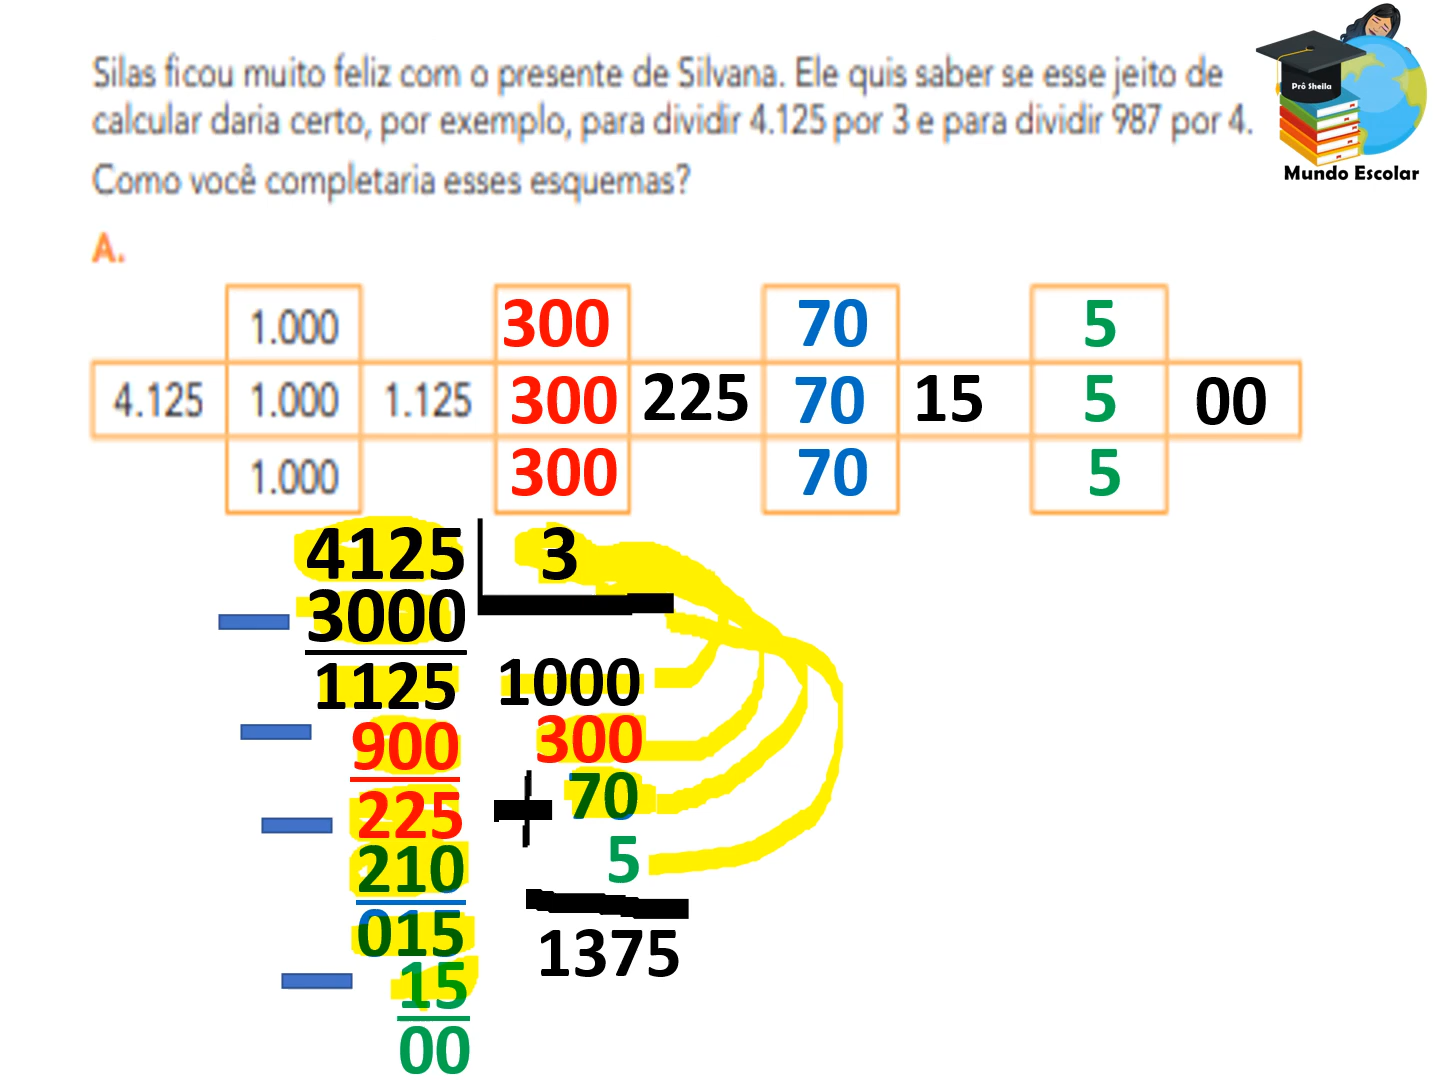 Silas ficou muito feliz com o presente de Silvana. Ele quis saber se esse jeito de
calcular daria certo, por exemplo, para dividir 4.125 por 3 e para dividir 987 por 4.
Como você completaria esses esquemas?
Prô Sheila
Mundo Escolar
A.
1.000 300 70 5
4.125 1.000 1.125 300 225 70 15 5 00
1.000 300 70 5
4125 3
3000
1125 1000
900 300
225 + 70
210 5
015 1375
15
00